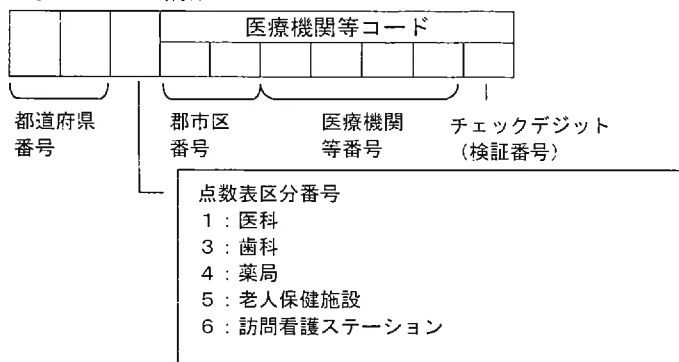 医療機関等コード
都道府県
番号
郡市区
番号
医療機関
等番号
チェックデジット
(検証番号)
点数表区分番号
1:医科
3:歯科
4:薬局
5:老人保健施設
6:訪問看護ステーション